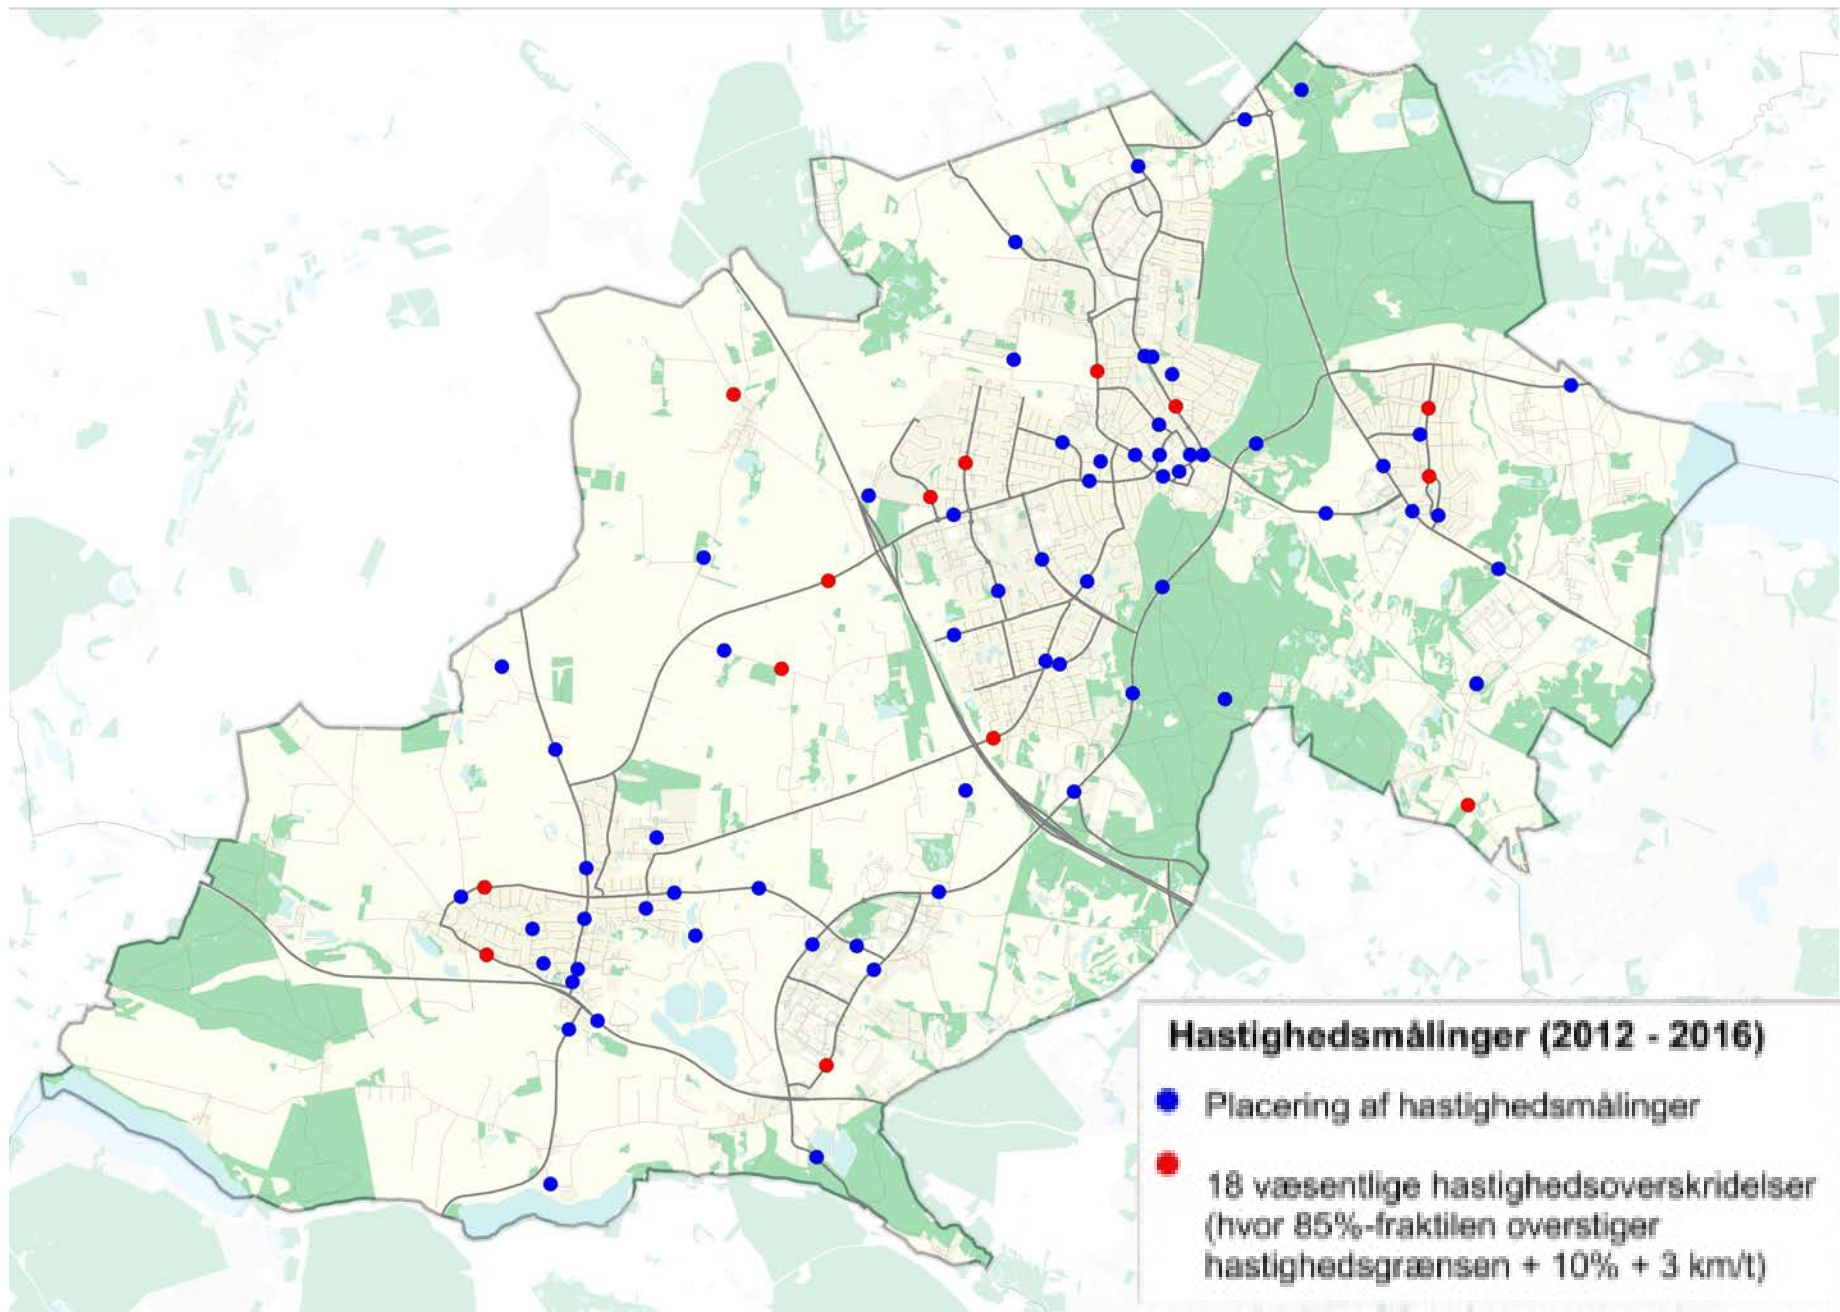 Hastighedsmålinger (2012 - 2016)
Placering af hastighedsmålinger
18 væsentlige hastighedsoverskridelser
(hvor 85%-fraktilen overstiger
hastighedsgrænsen + 10% + 3 km/t)